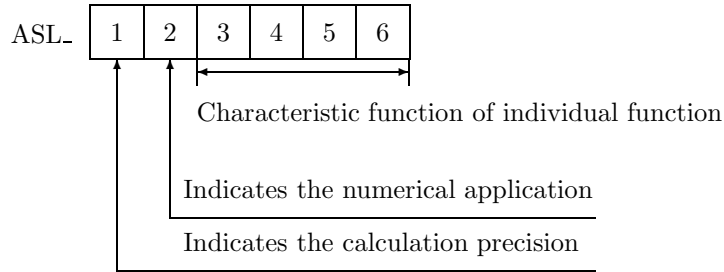 ASL_ 1 2 3 4 5 6
Characteristic function of individual function
Indicates the numerical application
Indicates the calculation precision